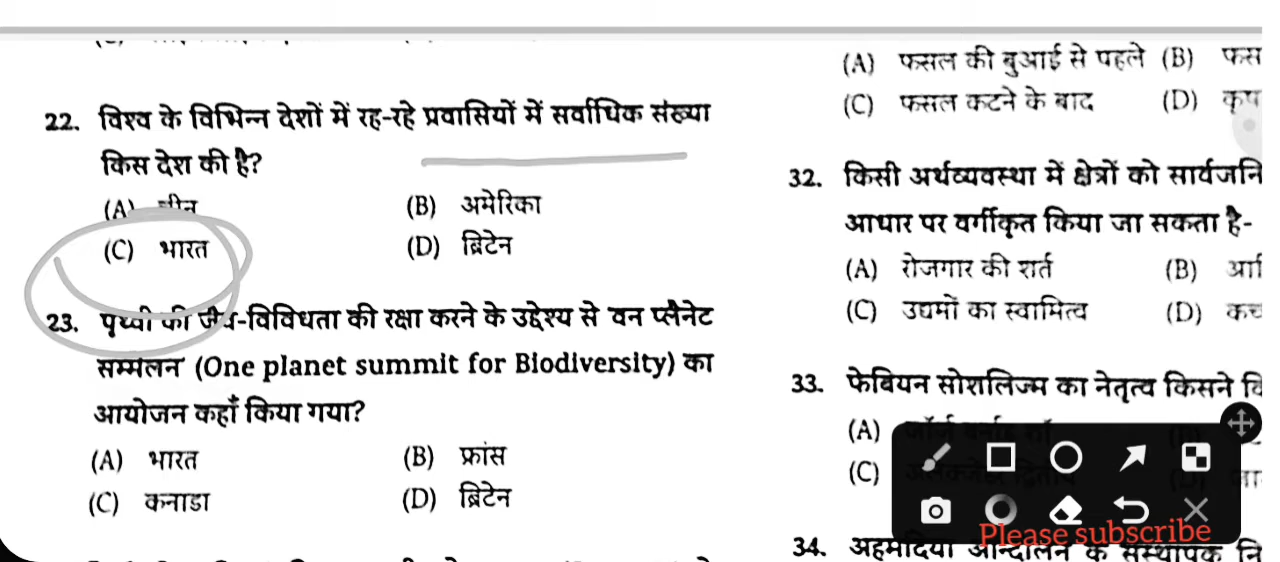 22. विश्व के विभिन्न देशों में रह-रहे प्रवासियों में सर्वाधिक संख्या
किस देश की है?
(A) चीन (B) अमेरिका
(C) भारत (D) ब्रिटेन
23. पृथ्वी की जैव-विविधता की रक्षा करने के उद्देश्य से वन प्लैनेट
सम्मेलन (One planet summit for Biodiversity) का
आयोजन कहाँ किया गया?
(A) भारत (B) फ्रांस
(C) कनाडा (D) ब्रिटेन
(A) फसल की बुआई से पहले (B)
(C) फसल कटने के बाद (D)
32. किसी अर्थव्यवस्था में क्षेत्रों को
आधार पर वर्गीकृत किया जा सकता है-
(A) रोजगार की शर्त (B)
(C) उद्यमों का स्वामित्व (D)
33. फेबियन सोशलिज्म का नेतृत्व किसने
(A)
(C)
Please subscribe
34. अहमदिया आन्दोलन के संस्थापक